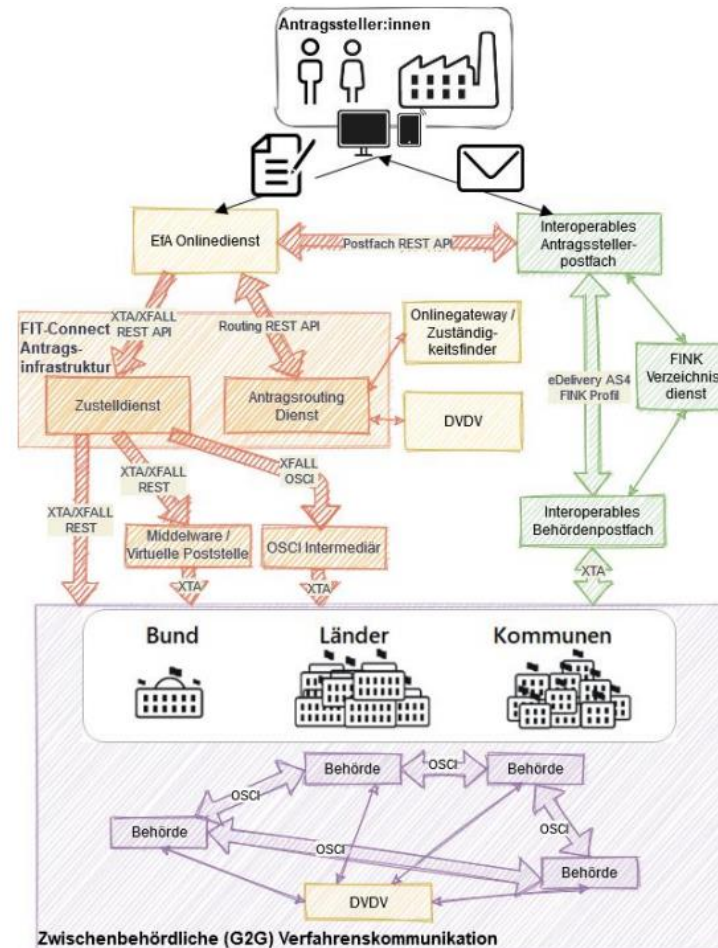 Antragssteller:innen
EfA Onlinedienst
Postfach REST API
Interoperables
Antragssteller-
postfach
XTA/XFALL
REST API
Routing REST API
FIT-Connect
Antrags-
infrastruktur
Onlinegateway /
Zuständig-
keitsfinder
Zustelldienst
Antragsrouting
Dienst
DVDV
eDelivery AS4
FINK Profil
FINK
Verzeichnis
dienst
XTA/XFALL
REST
XTA/XFALL
REST
XFALL
OSCI
Interoperables
Behördenpostfach
Middelware /
Virtuelle Poststelle
OSCI Intermediär
XTA
XTA
XTA
Bund
Länder
Kommunen
Behörde
OSCI
Behörde
OSCI
Behörde
OSCI
OSCI
Behörde
DVDV
Zwischenbehördliche (G2G) Verfahrenskommunikation